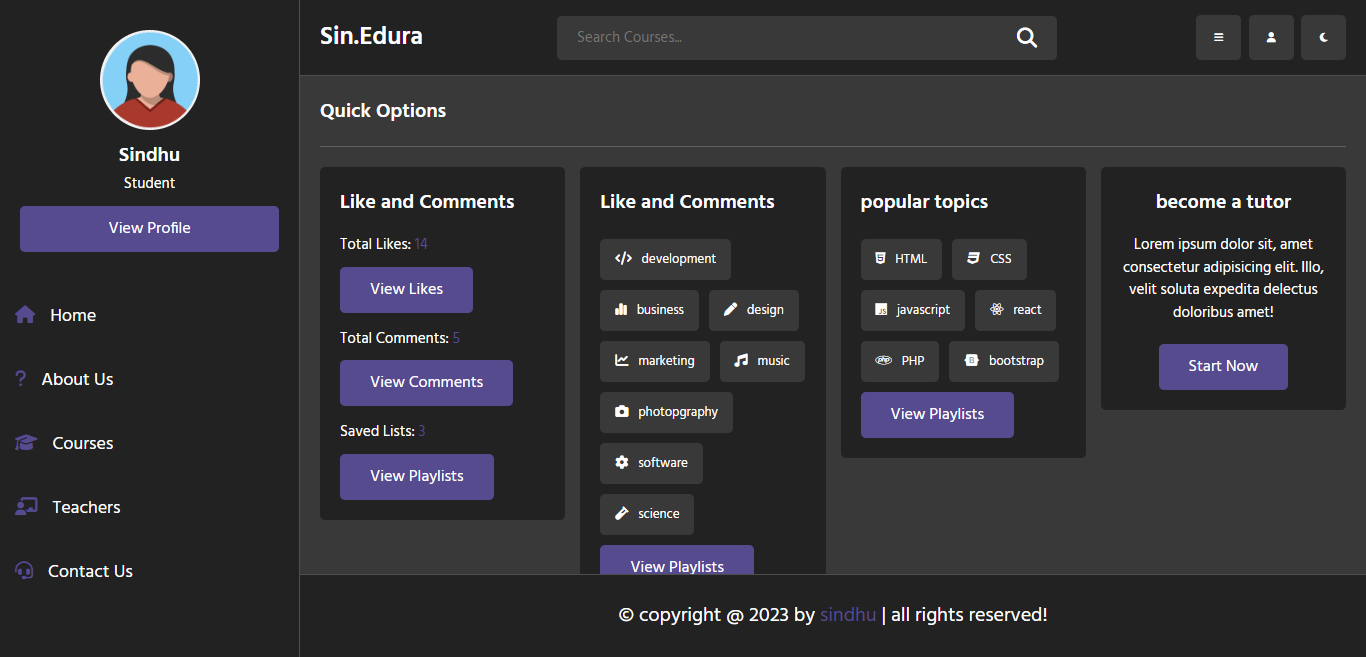 Sindhu
Student
View Profile
Home
About Us
Courses
Teachers
Contact Us
Sin.Edura
Search Courses...
Quick Options
Like and Comments
Total Likes: 14
View Likes
Total Comments: 5
View Comments
Saved Lists: 3
View Playlists
Like and Comments
development
business design
marketing music
photopgraphy
software
science
View Playlists
popular topics
HTML CSS
javascript react
PHP bootstrap
View Playlists
become a tutor
Lorem ipsum dolor sit, amet
consectetur adipisicing elit. Illo,
velit soluta expedita delectus
doloribus amet!
Start Now
© copyright @ 2023 by sindhu | all rights reserved!